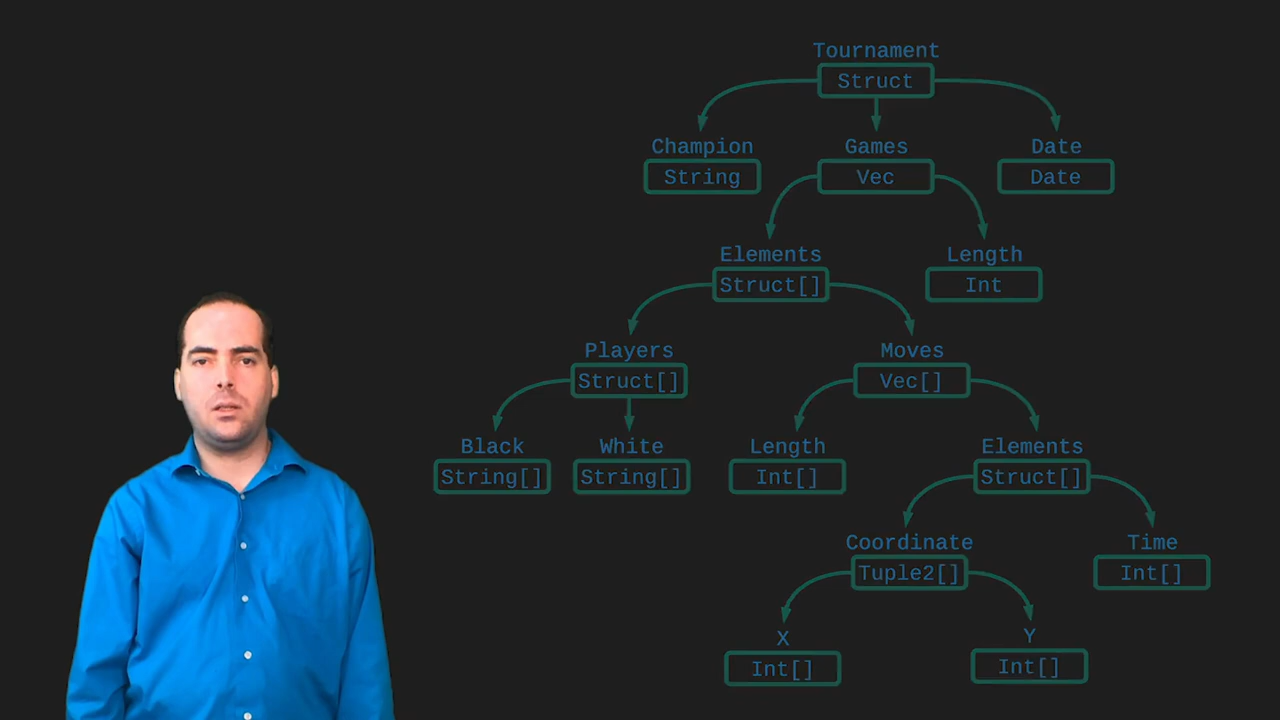 Tournament
Struct
Champion
Games
Date
String
Vec
Date
Elements
Length
Struct[]
Int
Players
Moves
Struct[]
Vec[]
Black
White
Length
Elements
String[]
String[]
Int[]
Struct[]
Coordinate
Time
Tuple2[]
Int[]
X
Y
Int[]
Int[]